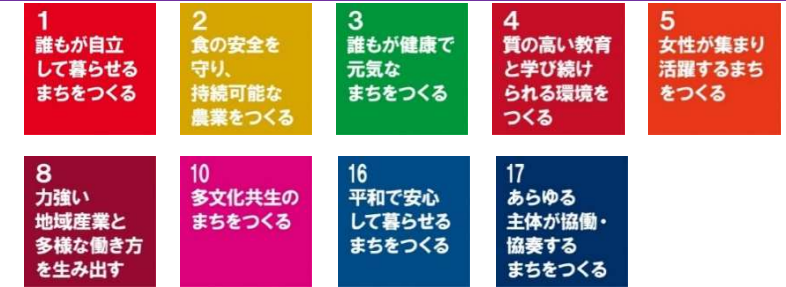 1
誰もが自立
して暮らせる
まちをつくる
2
食の安全を
守り、
持続可能な
農業をつくる
3
誰もが健康で
元気な
まちをつくる
4
質の高い教育
と学び続け
られる環境を
つくる
5
女性が集まり
活躍するまち
をつくる
8
力強い
地域産業と
多様な働き方
を生み出す
10
多文化共生の
まちをつくる
16
平和で安心
して暮らせる
まちをつくる
17
あらゆる
主体が協働・
協奏する
まちをつくる